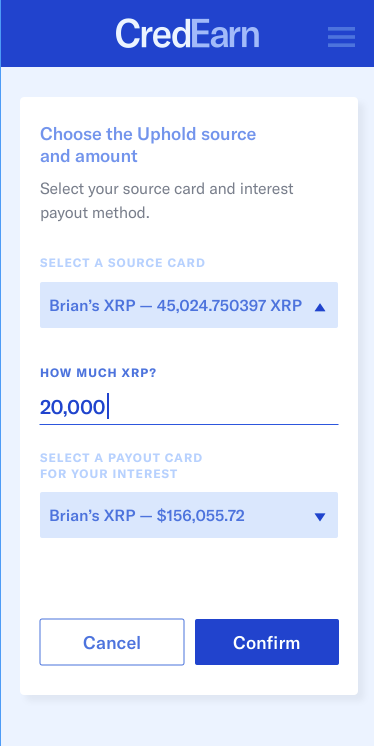 CredEarn
Choose the Uphold source
and amount
Select your source card and interest
payout method.
SELECT A SOURCE CARD
Brian's XRP — 45,024.750397 XRP
HOW MUCH XRP?
20,000
SELECT A PAYOUT CARD
FOR YOUR INTEREST
Brian's XRP — $156,055.72
Cancel Confirm